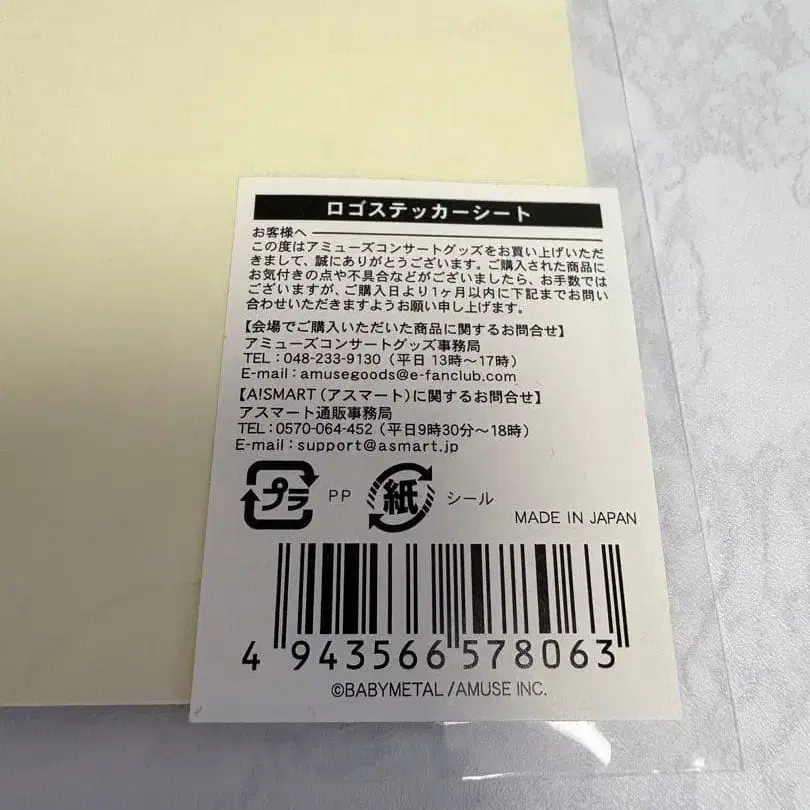 ロゴステッカーシート
お客様へ
この度はアミューズコンサートグッズをお買い上げいただ
きまして、誠にありがとうございます。ご購入された商品に
お気付きの点や不具合などがございましたら、お手数では
ございますが、ご購入日より1ヶ月以内に下記までお問い
合わせいただきますようお願い申し上げます。
【会場でご購入いただいた商品に関するお問合せ】
アミューズコンサートグッズ事務局
TEL：048-233-9130（平日 13時〜17時）
E-mail：amusegoods@e-fanclub.com
【A!SMART（アスマート）に関するお問合せ】
アスマート通販事務局
TEL：0570-064-452（平日9時30分〜18時）
E-mail：support@asmart.jp
プラ PP 紙 シール
MADE IN JAPAN
4 943566 578063
©BABYMETAL /AMUSE INC.